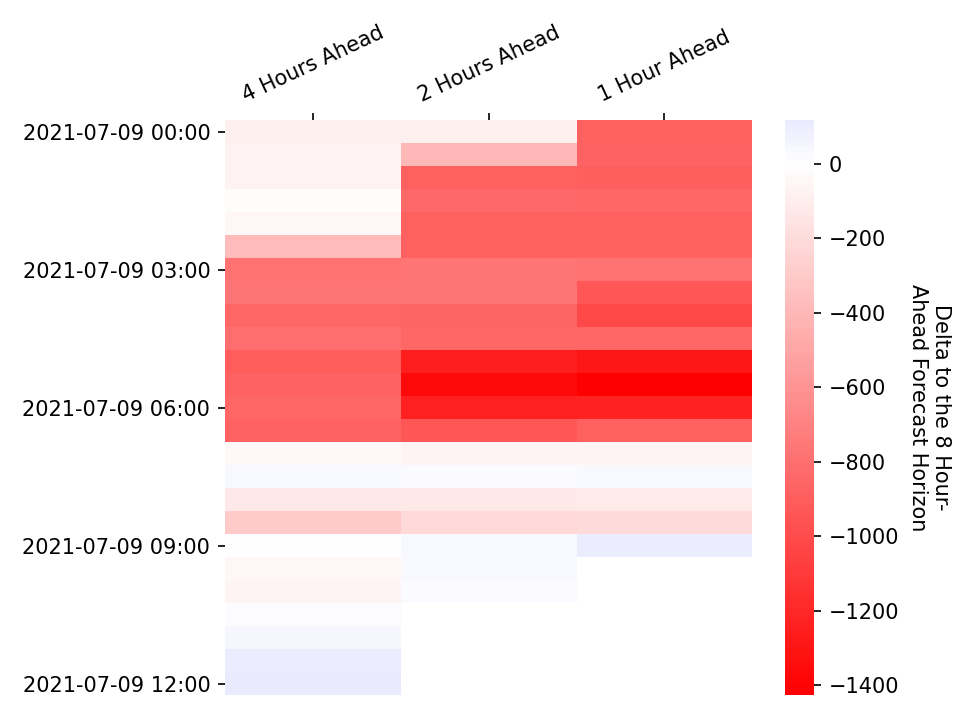 4 Hours Ahead
2 Hours Ahead
1 Hour Ahead
2021-07-09 00:00
2021-07-09 03:00
2021-07-09 06:00
2021-07-09 09:00
2021-07-09 12:00
0
−200
−400
−600
−800
−1000
−1200
−1400
Delta to the 8 Hour-
Ahead Forecast Horizon